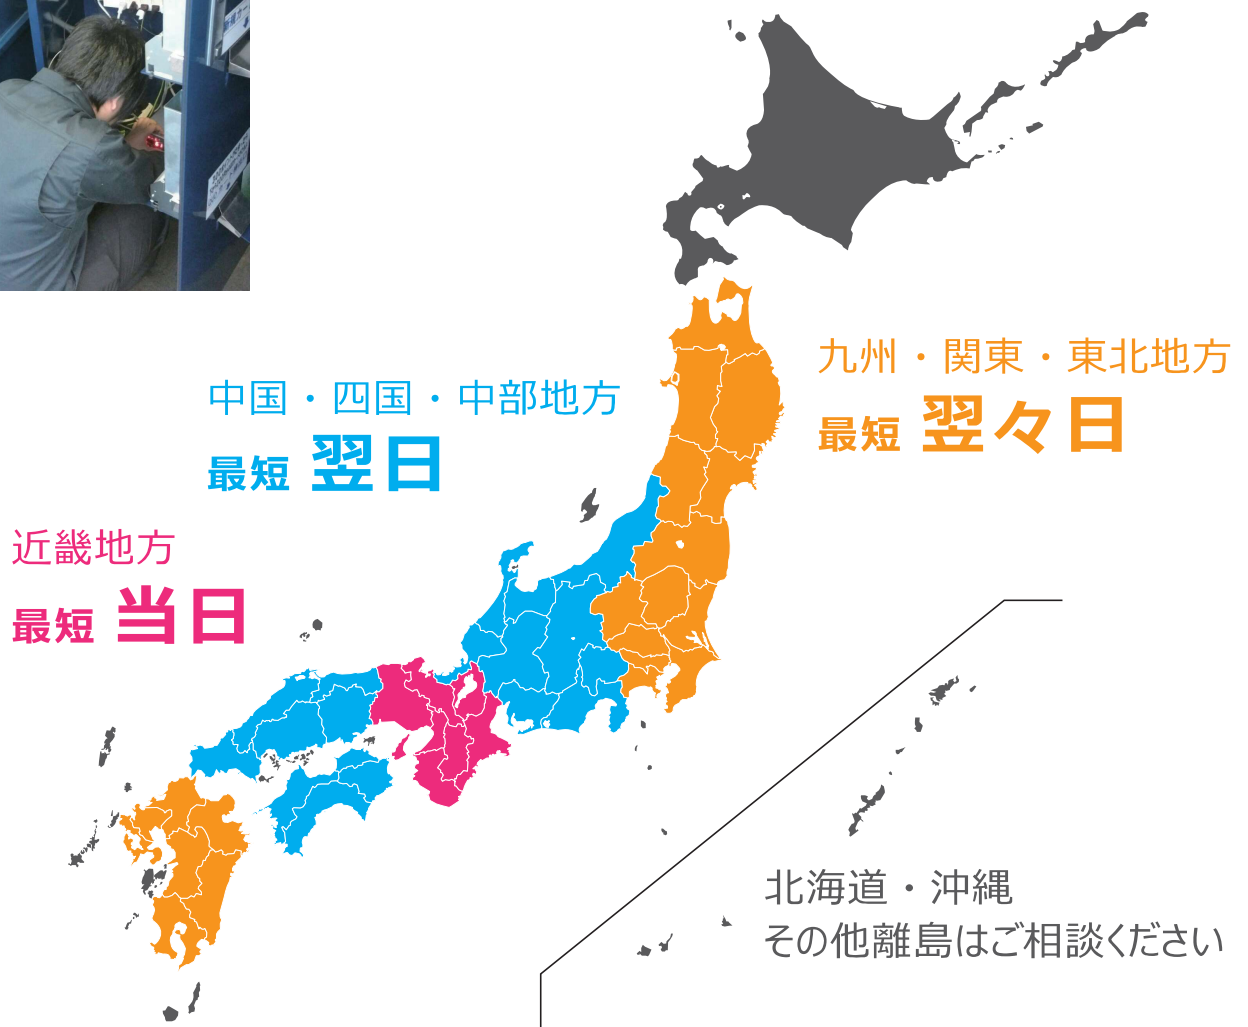 九州・関東・東北地方
最短 翌々日
中国・四国・中部地方
最短 翌日
近畿地方
最短 当日
北海道・沖縄
その他離島はご相談ください